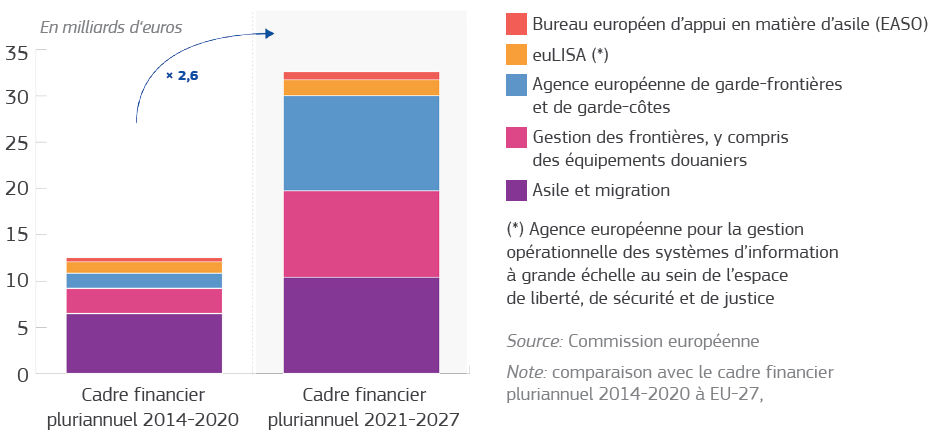 En milliards d'euros
× 2,6
35
30
25
20
15
10
5
0
Cadre financier
pluriannuel 2014-2020
Cadre financier
pluriannuel 2021-2027
Bureau européen d'appui en matière d'asile (EASO)
euLISA (*)
Agence européenne de garde-frontières
et de garde-côtes
Gestion des frontières, y compris
des équipements douaniers
Asile et migration
(*) Agence européenne pour la gestion
opérationnelle des systèmes d'information
à grande échelle au sein de l'espace
de liberté, de sécurité et de justice
Source: Commission européenne
Note: comparaison avec le cadre financier
pluriannuel 2014-2020 à EU-27,